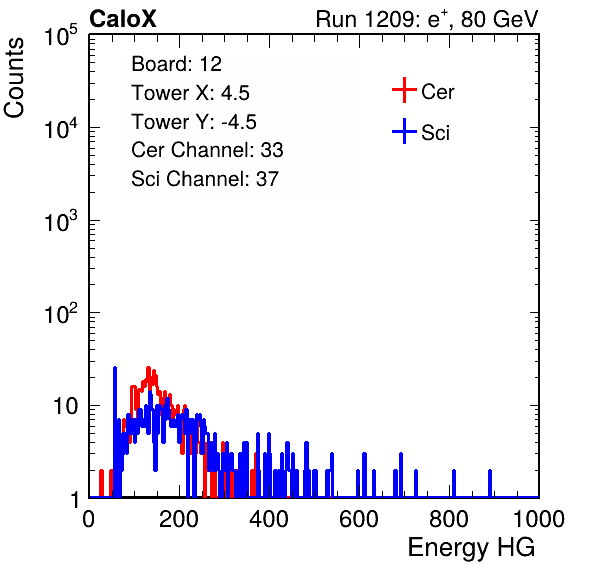 CaloX Run 1209: e⁺, 80 GeV
Counts
Board: 12
Tower X: 4.5
Tower Y: -4.5
Cer Channel: 33
Sci Channel: 37
Cer
Sci
10⁵
10⁴
10³
10²
10
1
0 200 400 600 800 1000
Energy HG